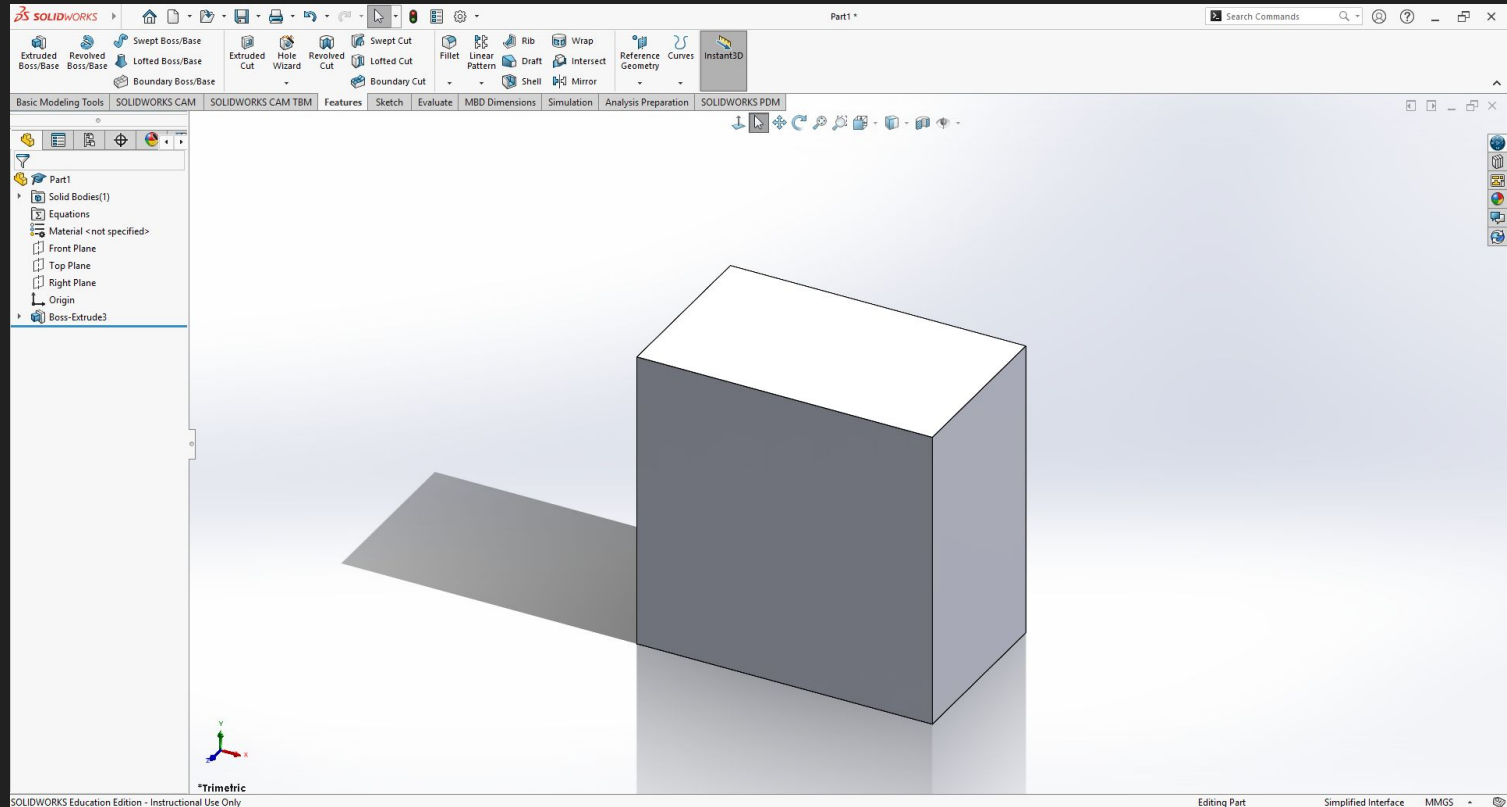 SOLIDWORKS
Part1 *
Search Commands
Extruded Boss/Base
Revolved Boss/Base
Swept Boss/Base
Lofted Boss/Base
Boundary Boss/Base
Extruded Cut
Hole Wizard
Revolved Cut
Swept Cut
Lofted Cut
Boundary Cut
Fillet
Linear Pattern
Rib
Draft
Shell
Wrap
Intersect
Mirror
Reference Geometry
Curves
Instant3D
Basic Modeling Tools
SOLIDWORKS CAM
SOLIDWORKS CAM TBM
Features
Sketch
Evaluate
MBD Dimensions
Simulation
Analysis Preparation
SOLIDWORKS PDM
Part1
Solid Bodies(1)
Equations
Material <not specified>
Front Plane
Top Plane
Right Plane
Origin
Boss-Extrude3
Y
X
Z
*Trimetric
SOLIDWORKS Education Edition - Instructional Use Only
Editing Part
Simplified Interface
MMGS